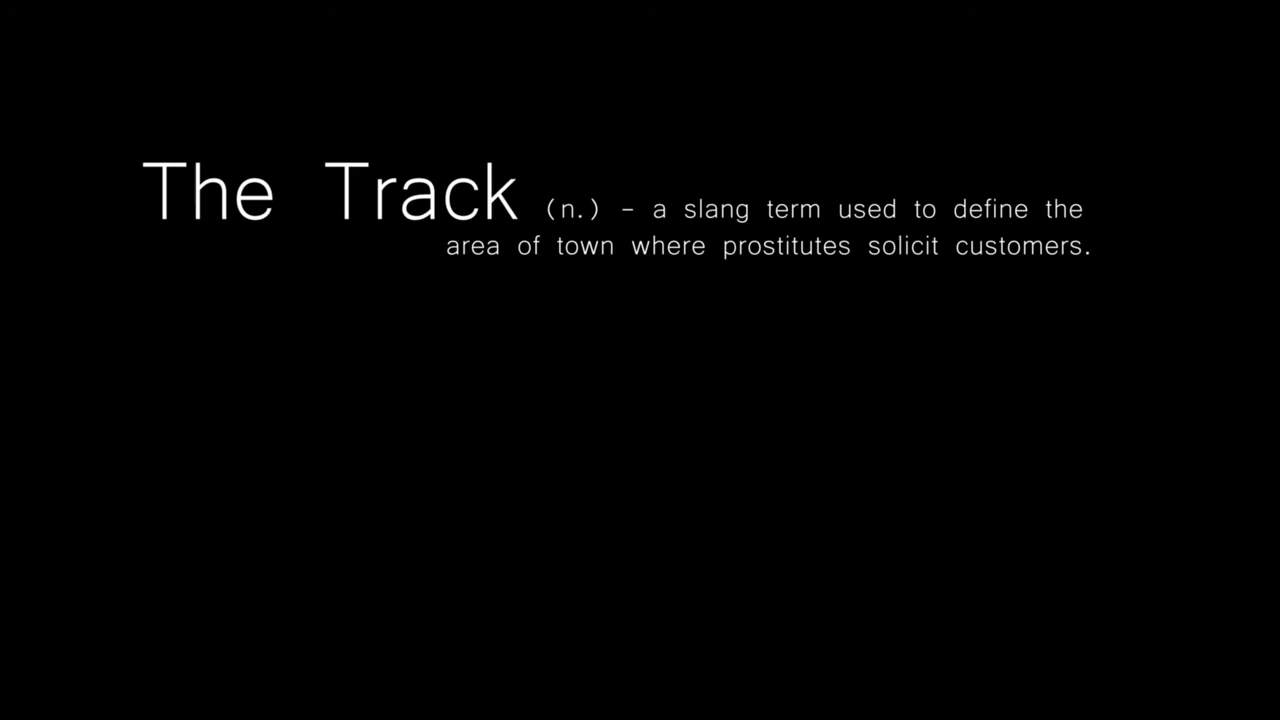 The Track (n.) – a slang term used to define the
area of town where prostitutes solicit customers.